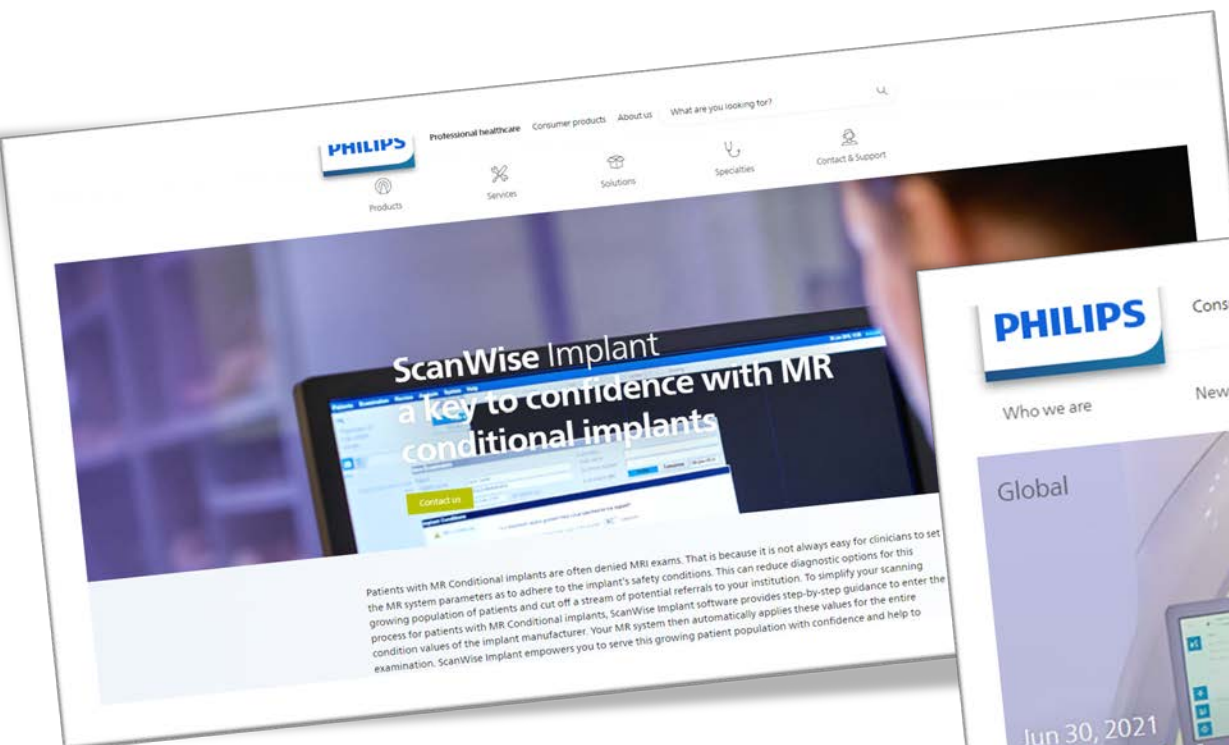 PHILIPS
Professional healthcare Consumer products About us What are you looking for?
Products Services Solutions Specialties Contact & Support
ScanWise Implant
a key to confidence with MR
conditional implants
Contact us
Patients with MR Conditional implants are often denied MRI exams. That is because it is not always easy for clinicians to set
the MR system parameters as to adhere to the implant's safety conditions. This can reduce diagnostic options for this
growing population of patients and cut off a stream of potential referrals to your institution. To simplify your scanning
process for patients with MR Conditional implants, ScanWise Implant software provides step-by-step guidance to enter the
condition values of the implant manufacturer. Your MR system then automatically applies these values for the entire
examination. ScanWise Implant empowers you to serve this growing patient population with confidence and help to
PHILIPS
Cons
Who we are New
Global
Jun 30, 2021